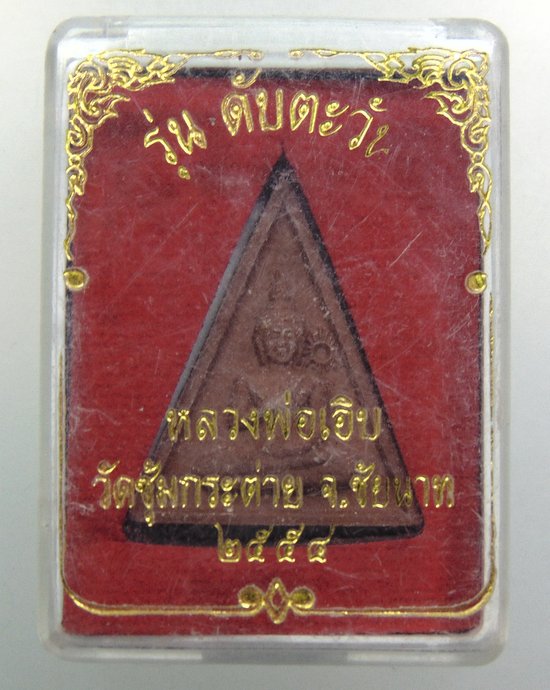 รุ่น ดับตะวัน
หลวงพ่อเอิบ
วัดซุ้มกระต่าย จ.ชัยนาท
๒๕๕๔